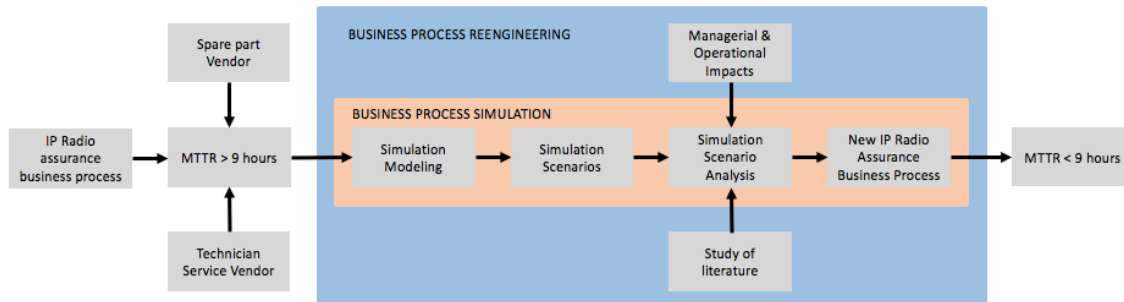 BUSINESS PROCESS REENGINEERING
Spare part
Vendor
Managerial &
Operational
Impacts
BUSINESS PROCESS SIMULATION
IP Radio
assurance
business process
MTTR > 9 hours
Simulation
Modeling
Simulation
Scenarios
Simulation
Scenario
Analysis
New IP Radio
Assurance
Business Process
MTTR < 9 hours
Technician
Service Vendor
Study of
literature